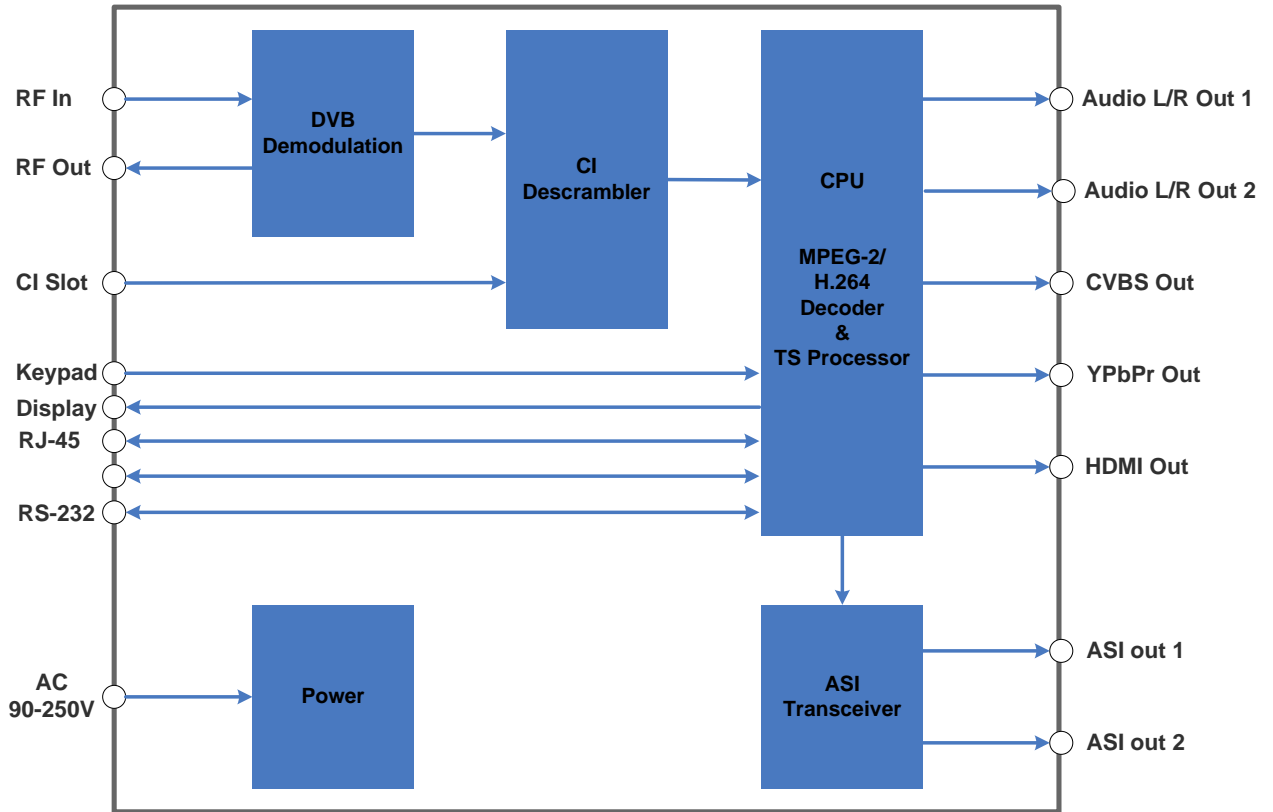 RF In
RF Out
CI Slot
Keypad
Display
RJ-45
RS-232
AC
90-250V
DVB
Demodulation
CI
Descrambler
CPU
MPEG-2/
H.264
Decoder
&
TS Processor
Power
ASI
Transceiver
Audio L/R Out 1
Audio L/R Out 2
CVBS Out
YPbPr Out
HDMI Out
ASI out 1
ASI out 2